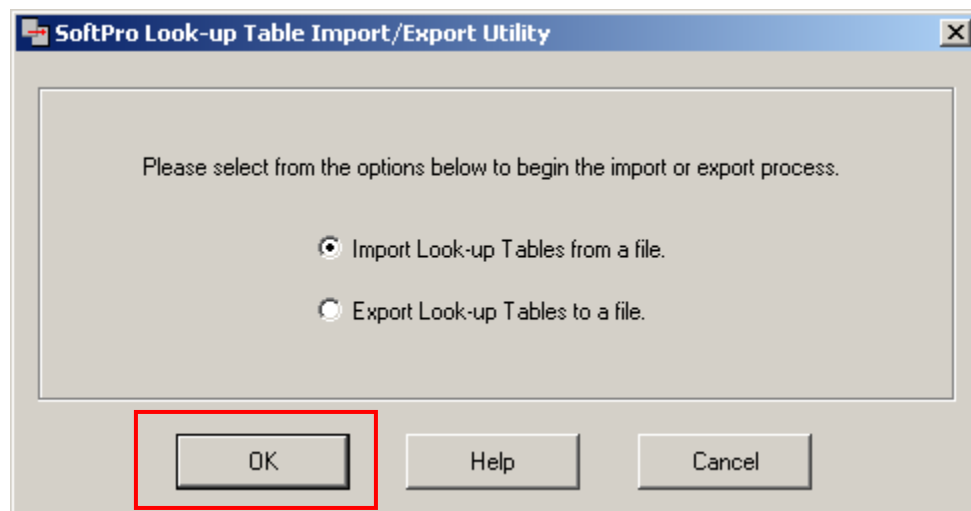 SoftPro Look-up Table Import/Export Utility
Please select from the options below to begin the import or export process.
Import Look-up Tables from a file.
Export Look-up Tables to a file.
OK Help Cancel